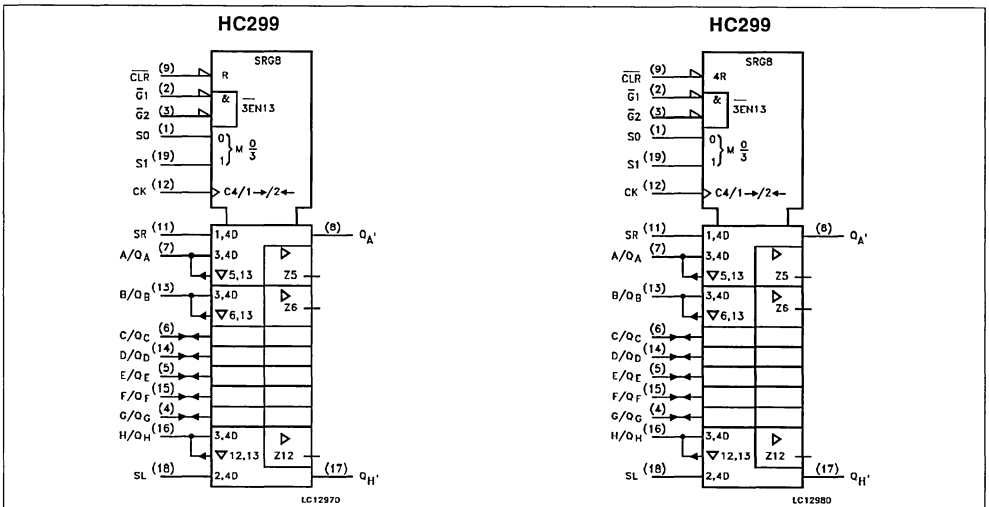 HC299
SRG8
CLR (9) R
G1 (2) &
3EN13
G2 (3)
S0 (1) 0
M 0/3
S1 (19) 1
CK (12) C4/1→/2←
SR (11) 1,4D (8) QA'
A/QA (7) 3,4D
5,13 Z5
B/QB (13) 3,4D
Z6
6,13
C/QC (6)
D/QD (14)
E/QE (5)
F/QF (15)
G/QG (4)
H/QH (16) 3,4D
12,13 Z12
SL (18) 2,4D (17) QH'
LC12970
HC299
SRG8
CLR (9) 4R
G1 (2) &
3EN13
G2 (3)
S0 (1) 0
M 0/3
S1 (19) 1
CK (12) C4/1→/2←
SR (11) 1,4D (8) QA'
A/QA (7) 3,4D
5,13 Z5
B/QB (13) 3,4D
Z6
6,13
C/QC (6)
D/QD (14)
E/QE (5)
F/QF (15)
G/QG (4)
H/QH (16) 3,4D
12,13 Z12
SL (18) 2,4D (17) QH'
LC12980